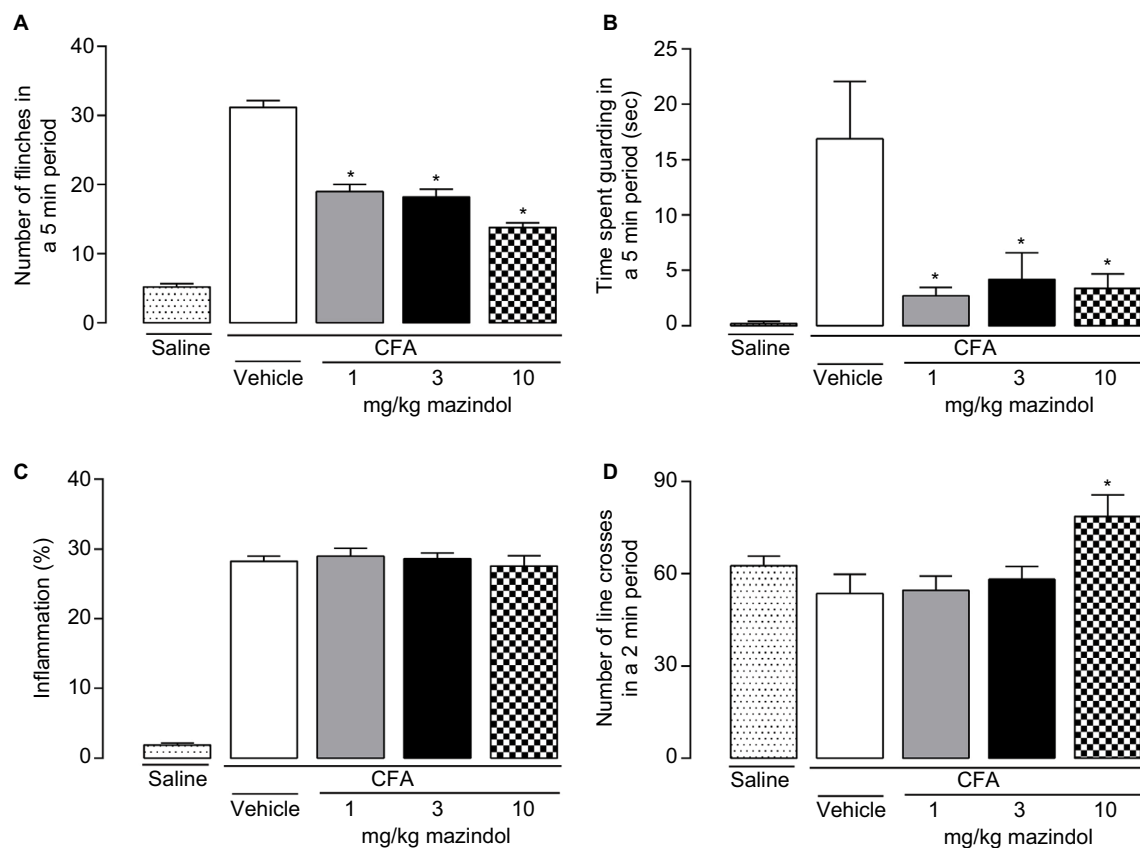 A
Number of flinches in
a 5 min period
40
30
20
10
0
*
*
*
Saline
CFA
Vehicle
1
3
10
mg/kg mazindol
B
Time spent guarding in
a 5 min period (sec)
25
20
15
10
5
0
*
*
*
Saline
CFA
Vehicle
1
3
10
mg/kg mazindol
C
Inflammation (%)
40
30
20
10
0
Saline
CFA
Vehicle
1
3
10
mg/kg mazindol
D
Number of line crosses
in a 2 min period
90
60
30
0
*
Saline
CFA
Vehicle
1
3
10
mg/kg mazindol